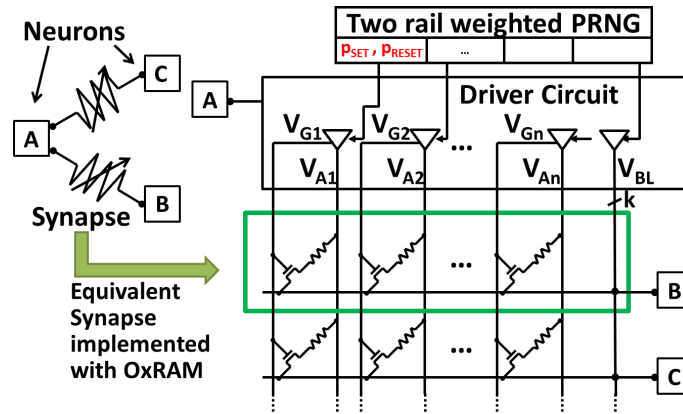 Neurons
C
A
B
Synapse
Equivalent
Synapse
implemented
with OxRAM
Two rail weighted PRNG
pSET , pRESET
...
A
Driver Circuit
VG1
VG2
...
VGn
VA1
VA2
VAn
VBL
k
...
B
...
C